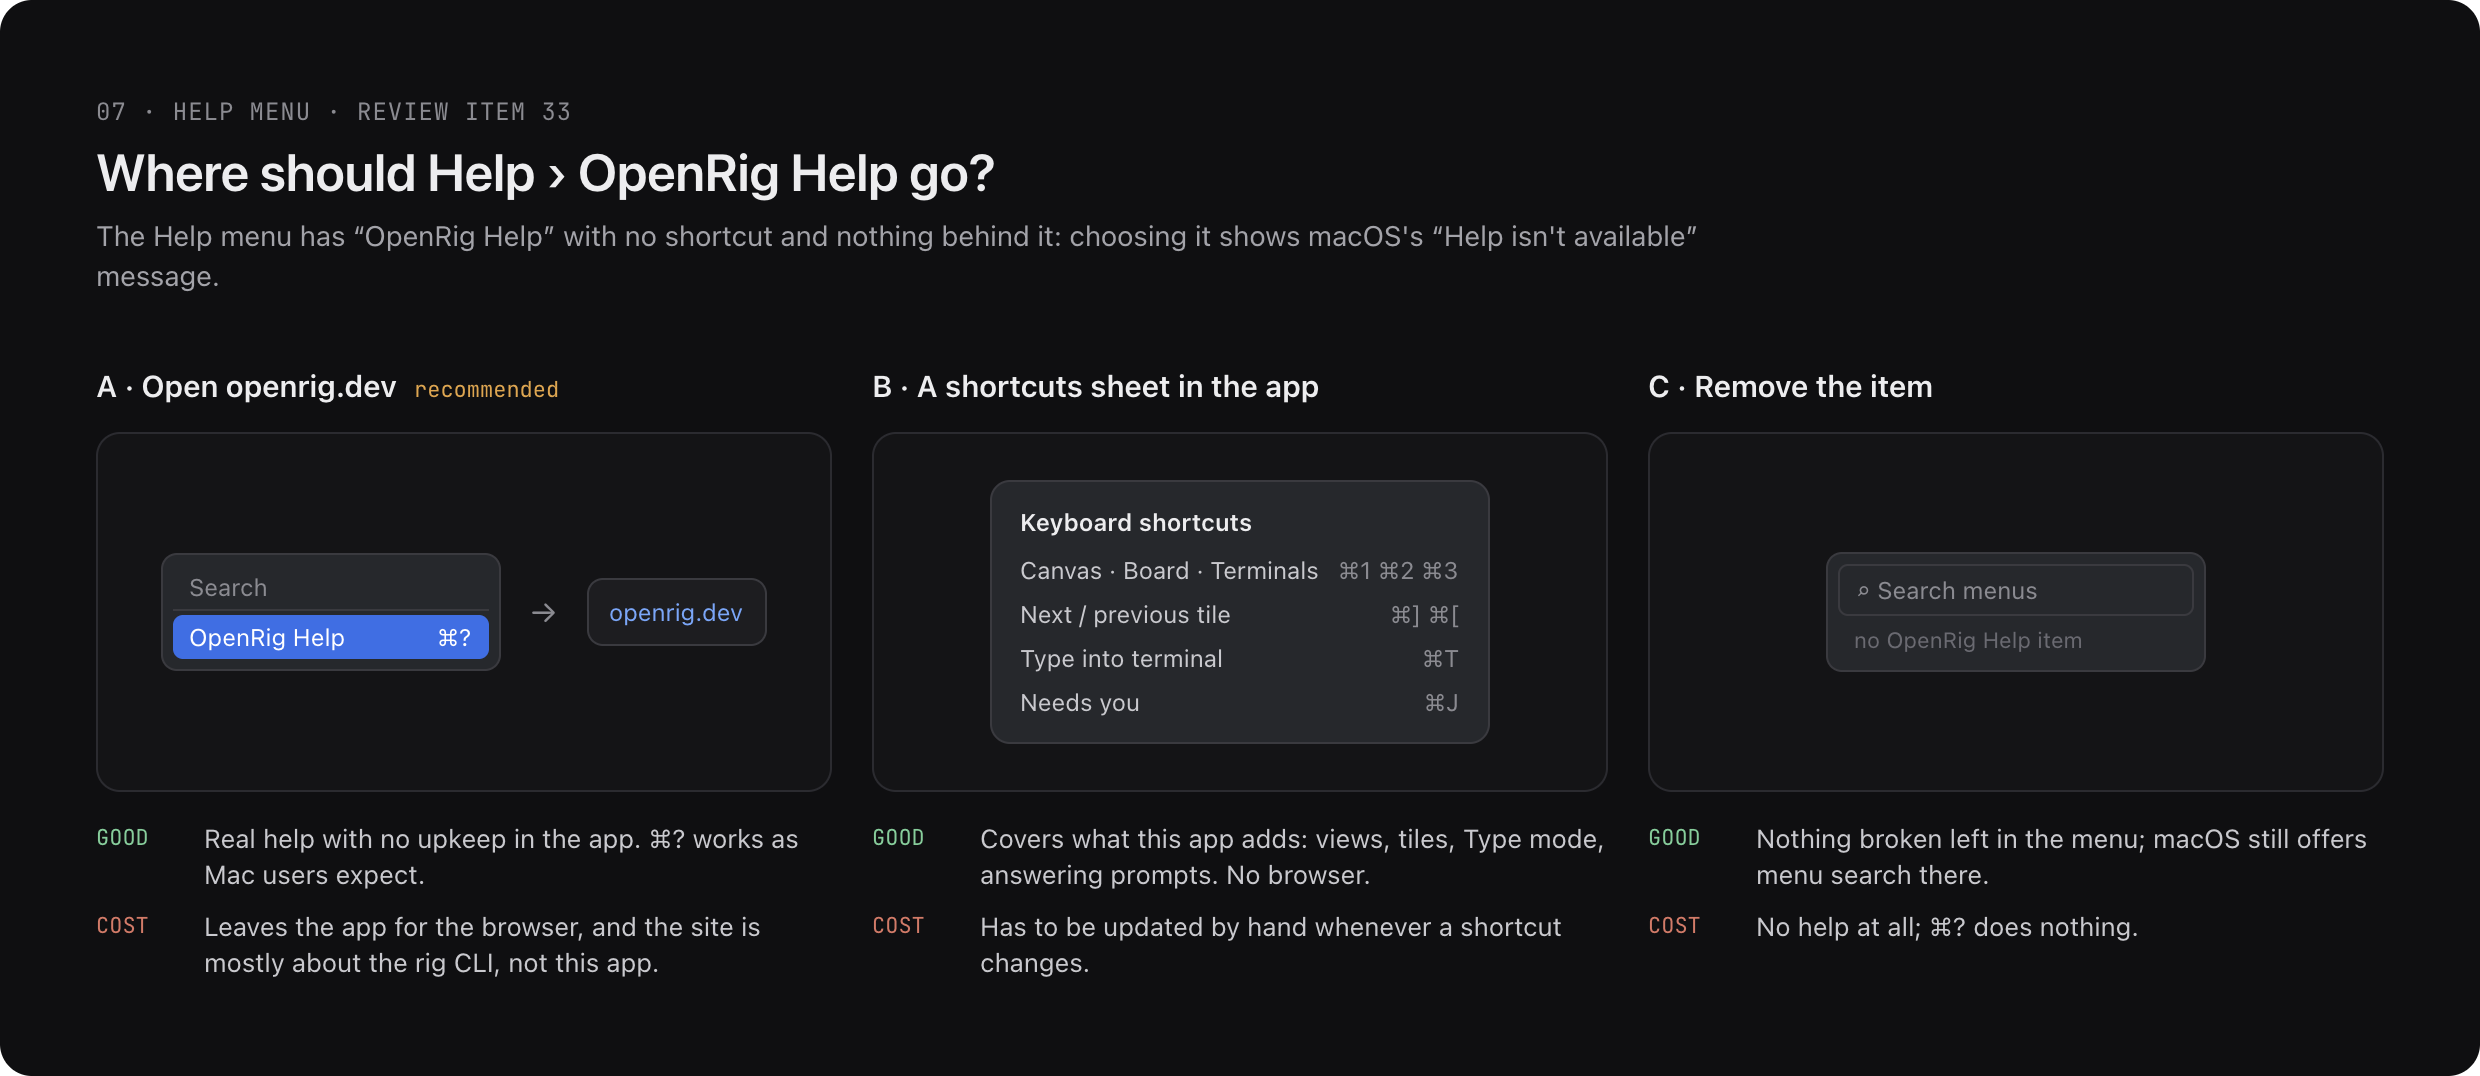 07 · HELP MENU · REVIEW ITEM 33
Where should Help › OpenRig Help go?
The Help menu has “OpenRig Help” with no shortcut and nothing behind it: choosing it shows macOS's “Help isn't available”
message.
A · Open openrig.dev recommended
Search
OpenRig Help ⌘?
→
openrig.dev
GOOD Real help with no upkeep in the app. ⌘? works as
Mac users expect.
COST Leaves the app for the browser, and the site is
mostly about the rig CLI, not this app.
B · A shortcuts sheet in the app
Keyboard shortcuts
Canvas · Board · Terminals ⌘1 ⌘2 ⌘3
Next / previous tile ⌘] ⌘[
Type into terminal ⌘T
Needs you ⌘J
GOOD Covers what this app adds: views, tiles, Type mode,
answering prompts. No browser.
COST Has to be updated by hand whenever a shortcut
changes.
C · Remove the item
⌕ Search menus
no OpenRig Help item
GOOD Nothing broken left in the menu; macOS still offers
menu search there.
COST No help at all; ⌘? does nothing.